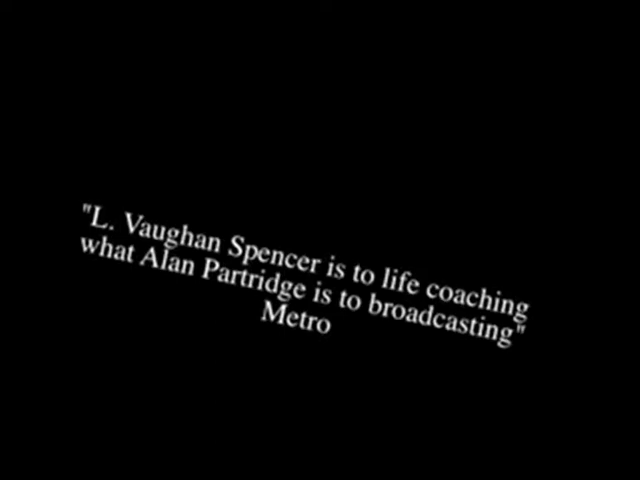 "L. Vaughan Spencer is to life coaching
what Alan Partridge is to broadcasting"
Metro